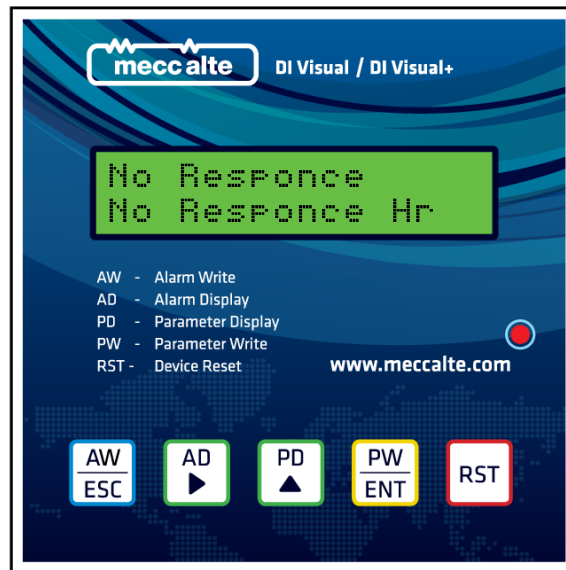 mecc alte
DI Visual / DI Visual+
No Responce
No Responce Hr
AW - Alarm Write
AD - Alarm Display
PD - Parameter Display
PW - Parameter Write
RST - Device Reset
www.meccalte.com
AW
ESC
AD
PD
PW
ENT
RST